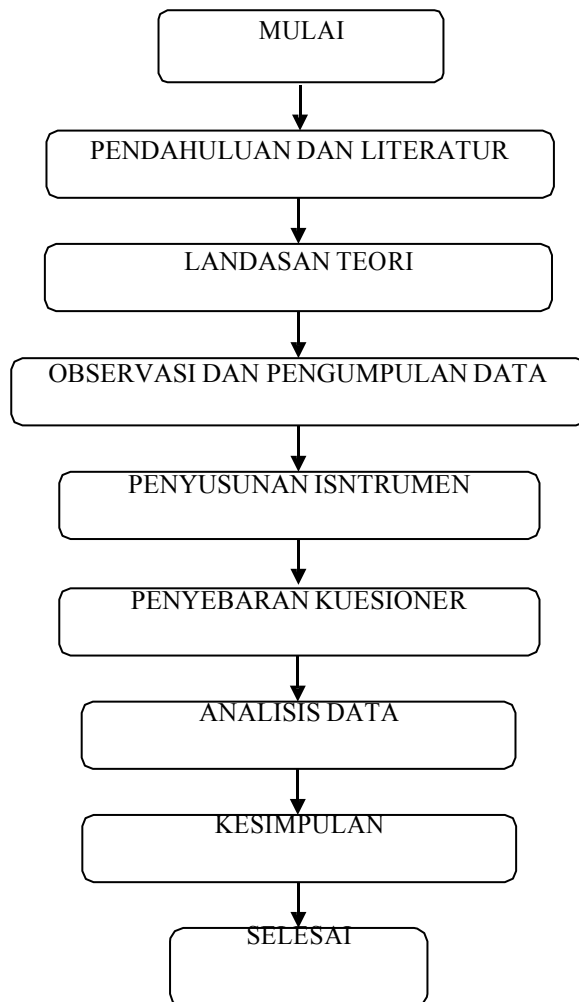 MULAI
PENDAHULUAN DAN LITERATUR
LANDASAN TEORI
OBSERVASI DAN PENGUMPULAN DATA
PENYUSUNAN ISNTRUMEN
PENYEBARAN KUESIONER
ANALISIS DATA
KESIMPULAN
SELESAI